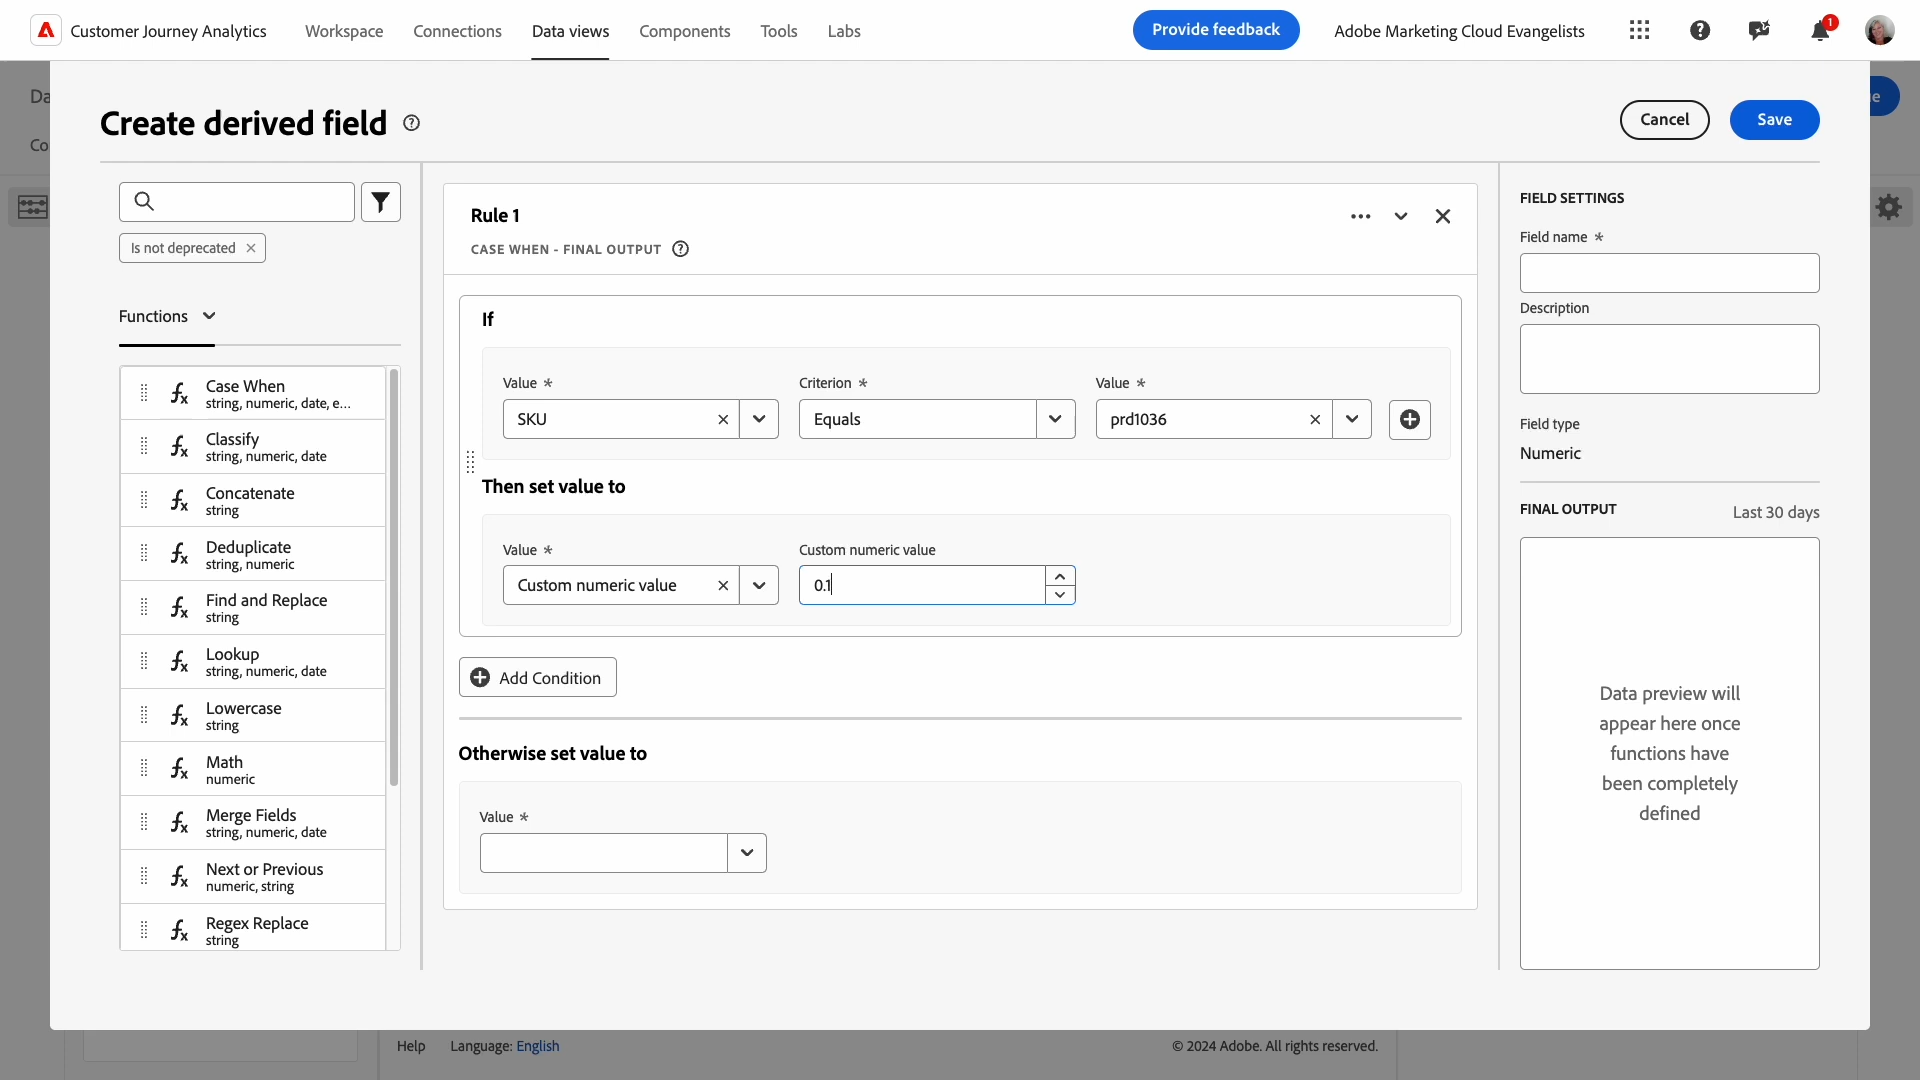 Customer Journey Analytics Workspace Connections Data views Components Tools Labs Provide feedback Adobe Marketing Cloud Evangelists 1
Da
e
Co
Create derived field
Cancel Save
Is not deprecated
Functions
Case When
string, numeric, date, e...
Classify
string, numeric, date
Concatenate
string
Deduplicate
string, numeric
Find and Replace
string
Lookup
string, numeric, date
Lowercase
string
Math
numeric
Merge Fields
string, numeric, date
Next or Previous
numeric, string
Regex Replace
string
Rule 1
CASE WHEN - FINAL OUTPUT
If
Value * Criterion * Value *
SKU Equals prd1036
Then set value to
Value * Custom numeric value
Custom numeric value 0.1
Add Condition
Otherwise set value to
Value *
FIELD SETTINGS
Field name *
Description
Field type
Numeric
FINAL OUTPUT Last 30 days
Data preview will
appear here once
functions have
been completely
defined
Help Language: English © 2024 Adobe. All rights reserved.